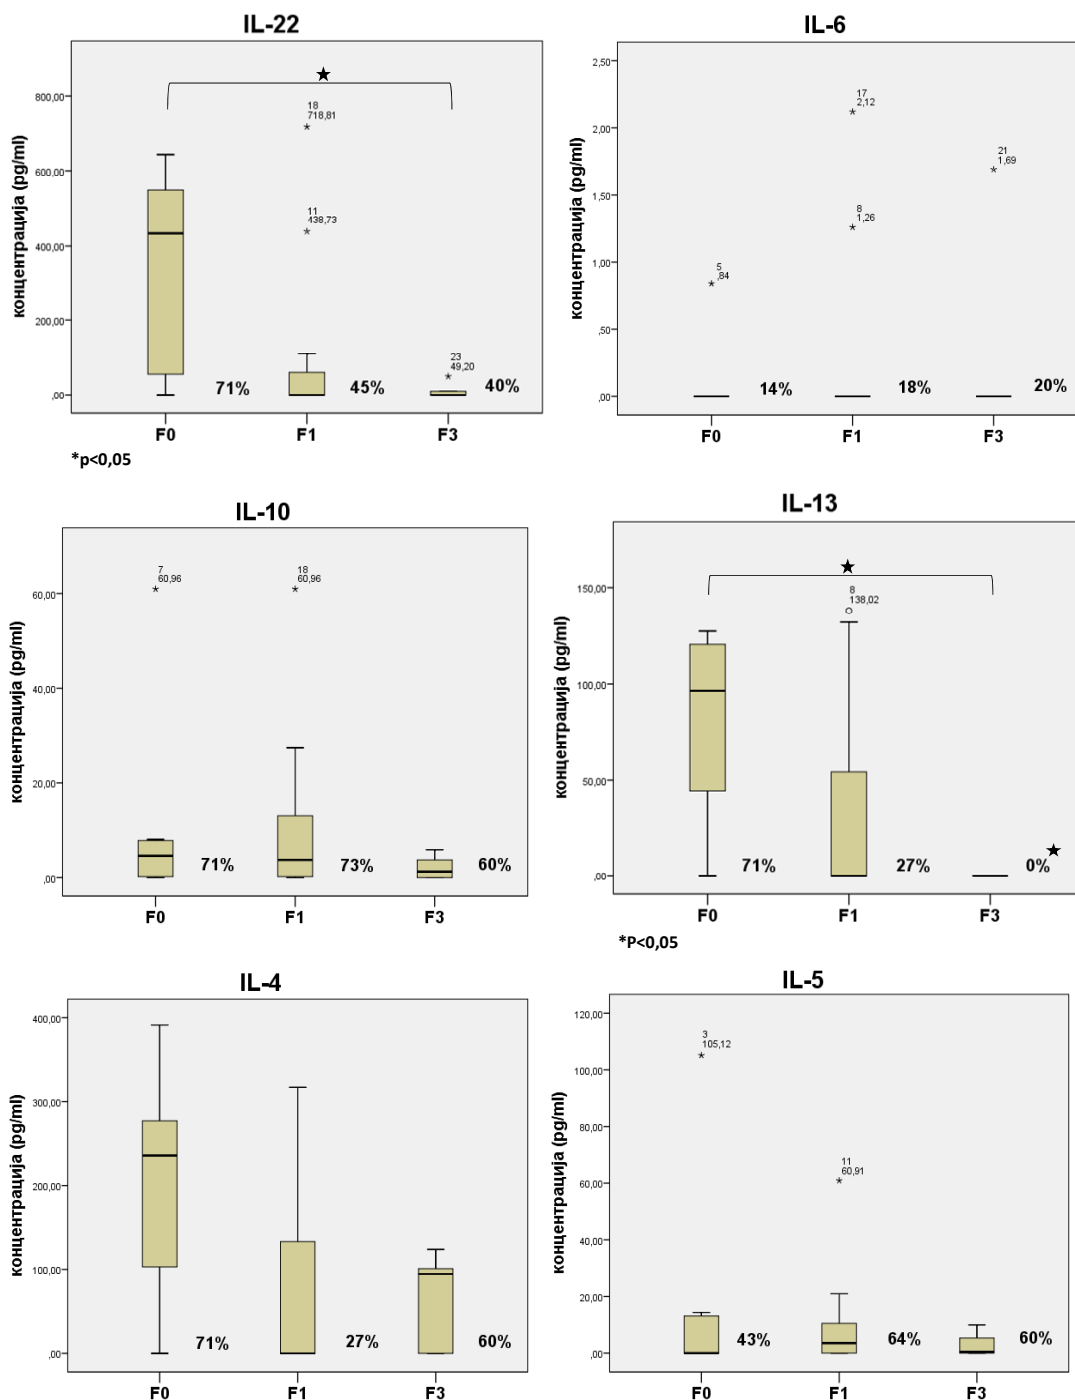 IL-22
концентрација (pg/ml)
800,00
600,00
400,00
200,00
,00
★
18
718,81
11
438,73
23
49,20
71%
45%
40%
F0
F1
F3
*p<0,05
IL-6
концентрација (pg/ml)
2,50
2,00
1,50
1,00
,50
,00
17
2,12
21
1,69
8
1,26
5
,84
14%
18%
20%
F0
F1
F3
IL-10
концентрација (pg/ml)
60,00
40,00
20,00
,00
7
60,96
18
60,96
71%
73%
60%
F0
F1
F3
IL-13
концентрација (pg/ml)
150,00
100,00
50,00
,00
★
8
138,02
71%
27%
0%
★
F0
F1
F3
*P<0,05
IL-4
концентрација (pg/ml)
400,00
300,00
200,00
100,00
,00
71%
27%
60%
F0
F1
F3
IL-5
концентрација (pg/ml)
120,00
100,00
80,00
60,00
40,00
20,00
,00
3
105,12
11
60,91
43%
64%
60%
F0
F1
F3